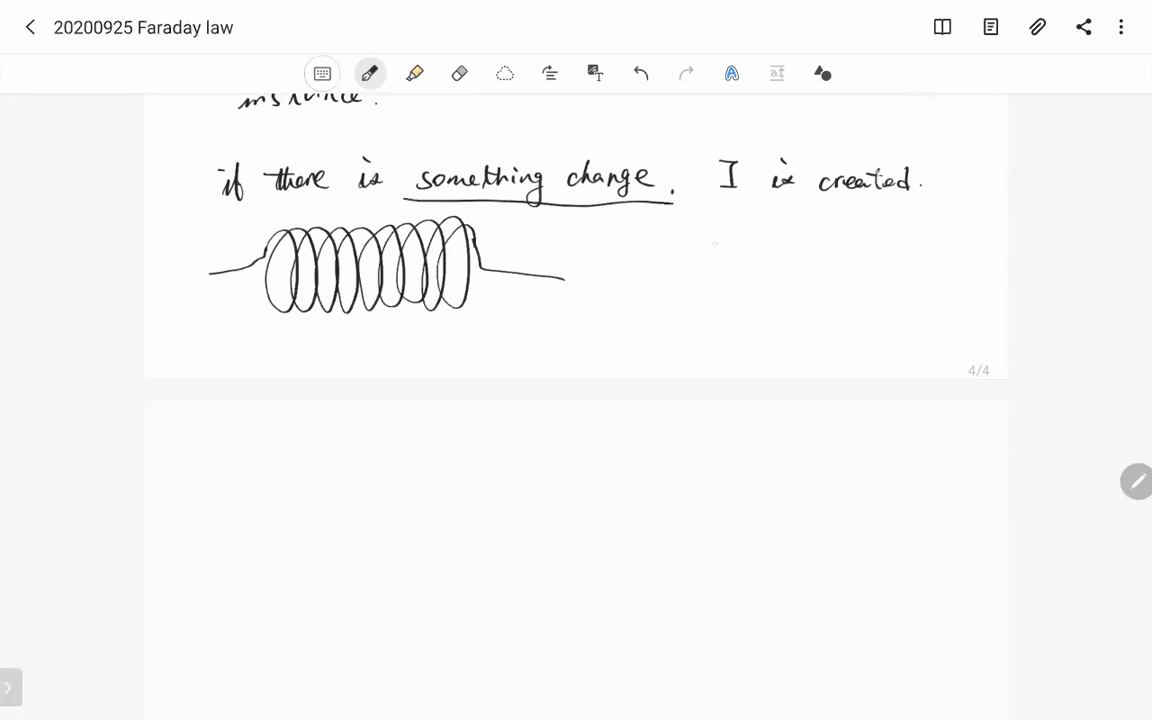 20200925 Faraday law
if there is something change. I is created.
4/4